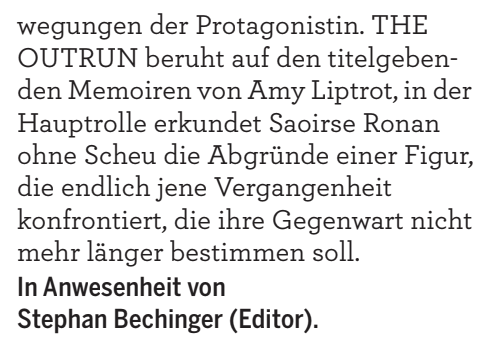 wegungen der Protagonistin. THE
OUTRUN beruht auf den titelgeben-
den Memoiren von Amy Liptrot, in der
Hauptrolle erkundet Saoirse Ronan
ohne Scheu die Abgründe einer Figur,
die endlich jene Vergangenheit
konfrontiert, die ihre Gegenwart nicht
mehr länger bestimmen soll.
In Anwesenheit von
Stephan Bechinger (Editor).